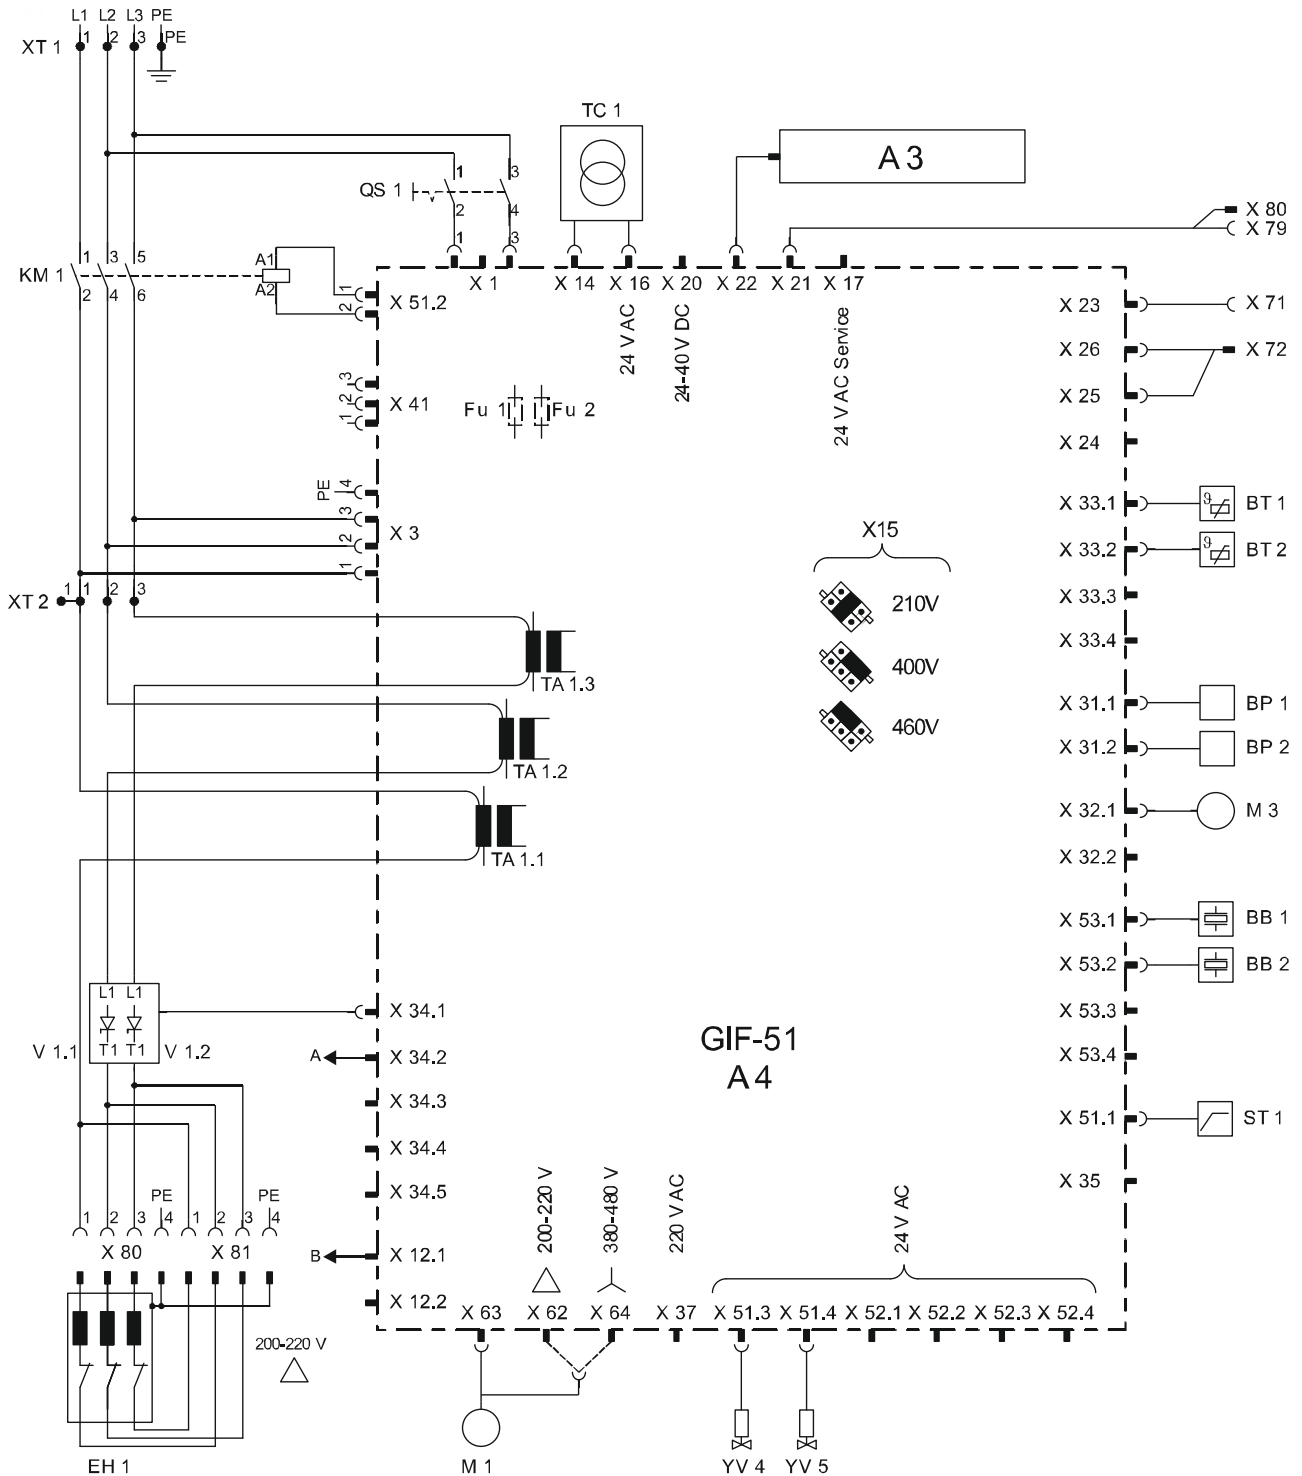 L1 L2 L3 PE
XT 1 1 2 3 PE
TC 1
A 3
QS 1 1 3
2 4
1 3
X 80
X 79
KM 1 1 3 5 A1
2 4 6 A2
1 2 X 51.2
X 1 X 14 X 16 X 20 X 22 X 21 X 17
24 V AC
24-40 V DC
24 V AC Service
X 23 X 71
X 26 X 72
X 25
X 24
3 2 1 X 41
Fu 1 Fu 2
PE 4 3 2 1 X 3
X 33.1 BT 1
X 33.2 BT 2
X 33.3
X 33.4
X15
210V
400V
460V
XT 2 1 1 2 3
TA 1.3
TA 1.2
TA 1.1
X 31.1 BP 1
X 31.2 BP 2
X 32.1 M 3
X 32.2
X 53.1 BB 1
X 53.2 BB 2
X 53.3
X 53.4
X 51.1 ST 1
X 35
L1 L1
V 1.1 T1 T1 V 1.2
X 34.1
A X 34.2
X 34.3
X 34.4
X 34.5
B X 12.1
X 12.2
GIF-51
A 4
PE PE
1 2 3 4 1 2 3 4
X 80 X 81
200-220 V
EH 1
200-220 V
380-480 V
220 V AC
24 V AC
X 63 X 62 X 64 X 37 X 51.3 X 51.4 X 52.1 X 52.2 X 52.3 X 52.4
M 1 YV 4 YV 5